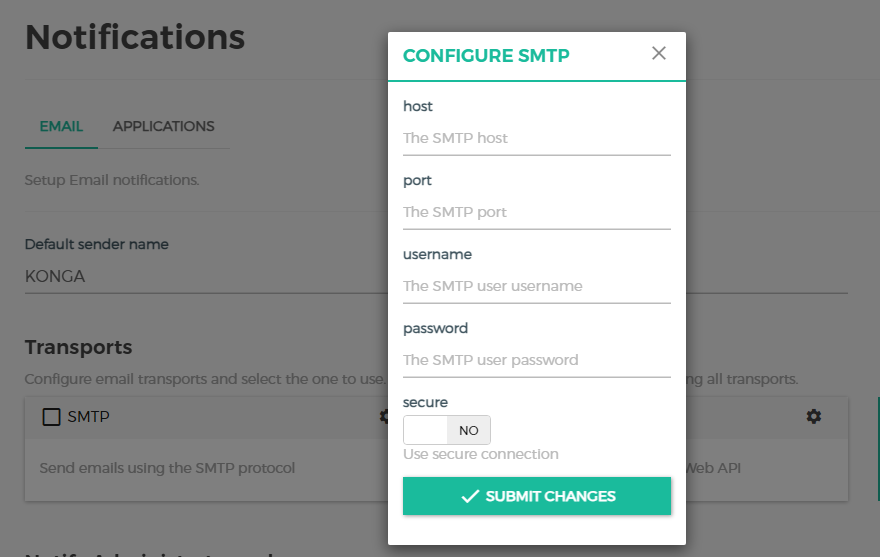 Notifications
EMAIL
APPLICATIONS
Setup Email notifications.
Default sender name
KONGA
Transports
Configure email transports and select the one to use.
ng all transports.
SMTP
Send emails using the SMTP protocol
Web API
CONFIGURE SMTP
host
The SMTP host
port
The SMTP port
username
The SMTP user username
password
The SMTP user password
secure
NO
Use secure connection
SUBMIT CHANGES